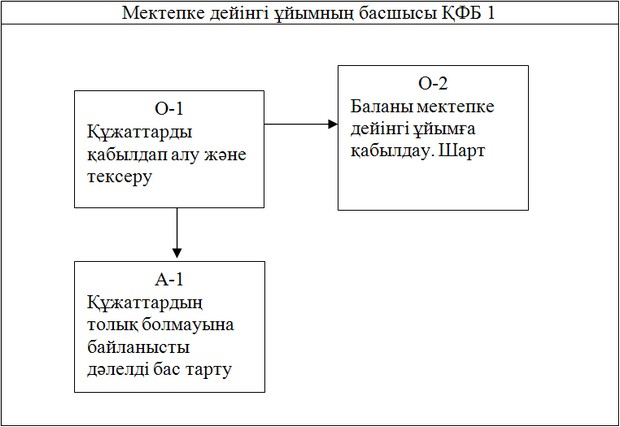 Мектепке дейінгі ұйымның басшысы ҚФБ 1
О-1
Құжаттарды
қабылдап алу және
тексеру
О-2
Баланы мектепке
дейінгі ұйымға
қабылдау. Шарт
А-1
Құжаттардың
толық болмауына
байланысты
дәлелді бас тарту